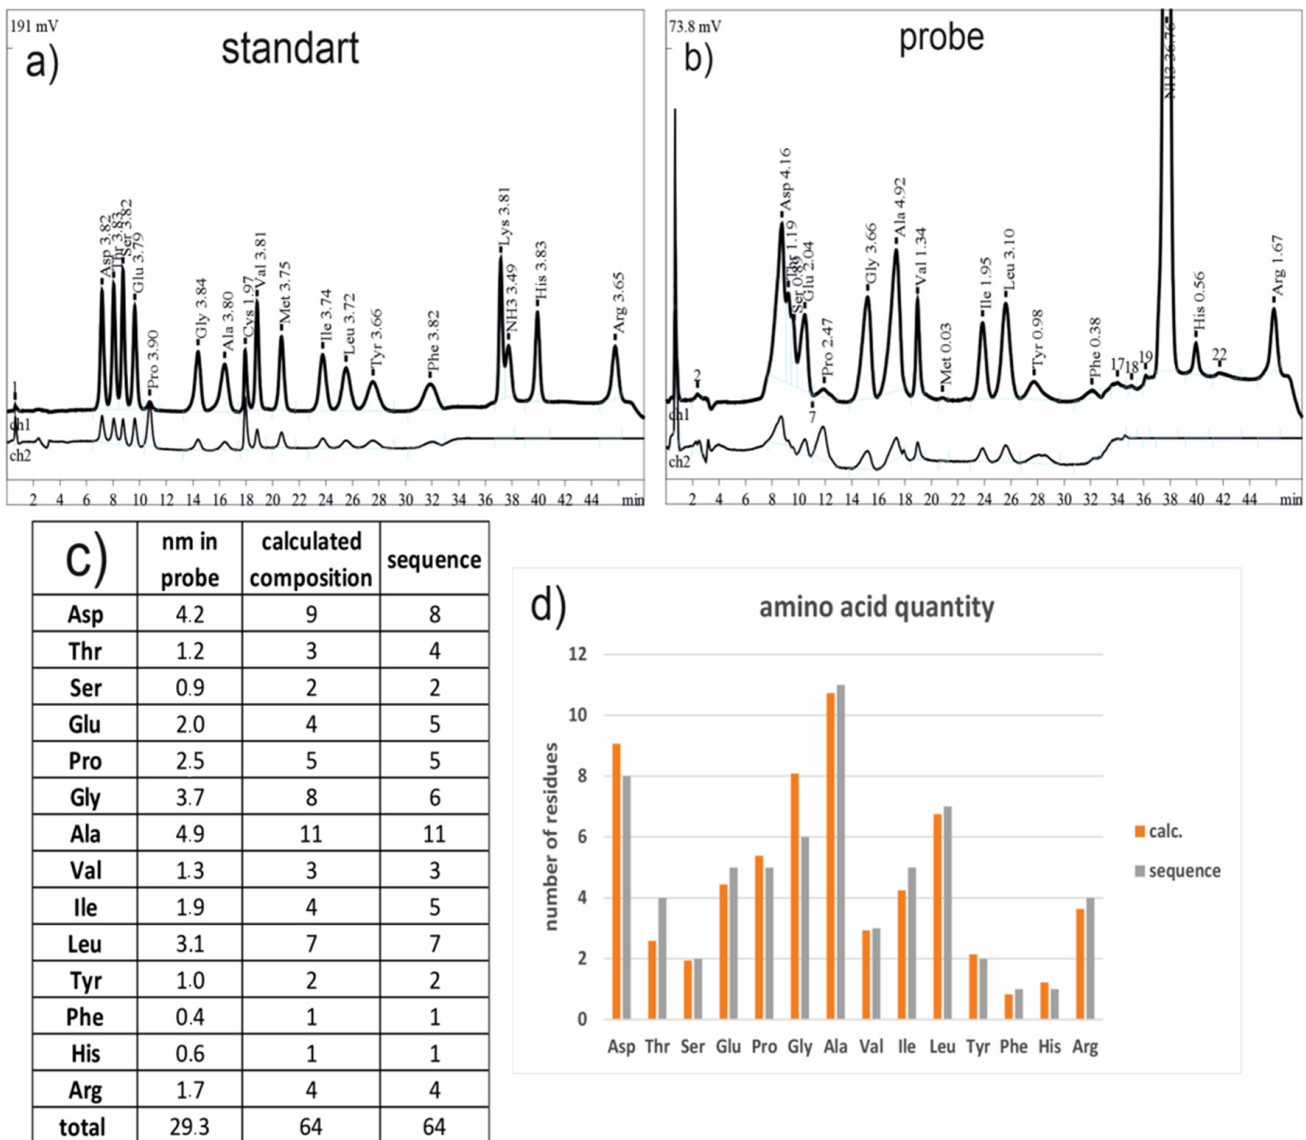 191 mV
a)
standart
Asp 3.82
Thr 3.83
Ser 3.82
Glu 3.79
Pro 3.90
Gly 3.84
Ala 3.80
Cys 1.97
Val 3.81
Met 3.75
Ile 3.74
Leu 3.72
Tyr 3.66
Phe 3.82
Lys 3.81
NH3 3.49
His 3.83
Arg 3.65
1
ch1
ch2
2 4 6 8 10 12 14 16 18 20 22 24 26 28 30 32 34 36 38 40 42 44 min
73.8 mV
b)
probe
2
Asp 4.16
Thr 1.19
Ser 0.89
Glu 2.04
7
Pro 2.47
Gly 3.66
Ala 4.92
Val 1.34
Met 0.03
Ile 1.95
Leu 3.10
Tyr 0.98
Phe 0.38
17
18
19
His 0.56
22
Arg 1.67
ch1
ch2
2 4 6 8 10 12 14 16 18 20 22 24 26 28 30 32 34 36 38 40 42 44 min
c) nm in probe calculated composition sequence
Asp 4.2 9 8
Thr 1.2 3 4
Ser 0.9 2 2
Glu 2.0 4 5
Pro 2.5 5 5
Gly 3.7 8 6
Ala 4.9 11 11
Val 1.3 3 3
Ile 1.9 4 5
Leu 3.1 7 7
Tyr 1.0 2 2
Phe 0.4 1 1
His 0.6 1 1
Arg 1.7 4 4
total 29.3 64 64
d)
amino acid quantity
number of residues
12
10
8
6
4
2
0
Asp Thr Ser Glu Pro Gly Ala Val Ile Leu Tyr Phe His Arg
calc.
sequence